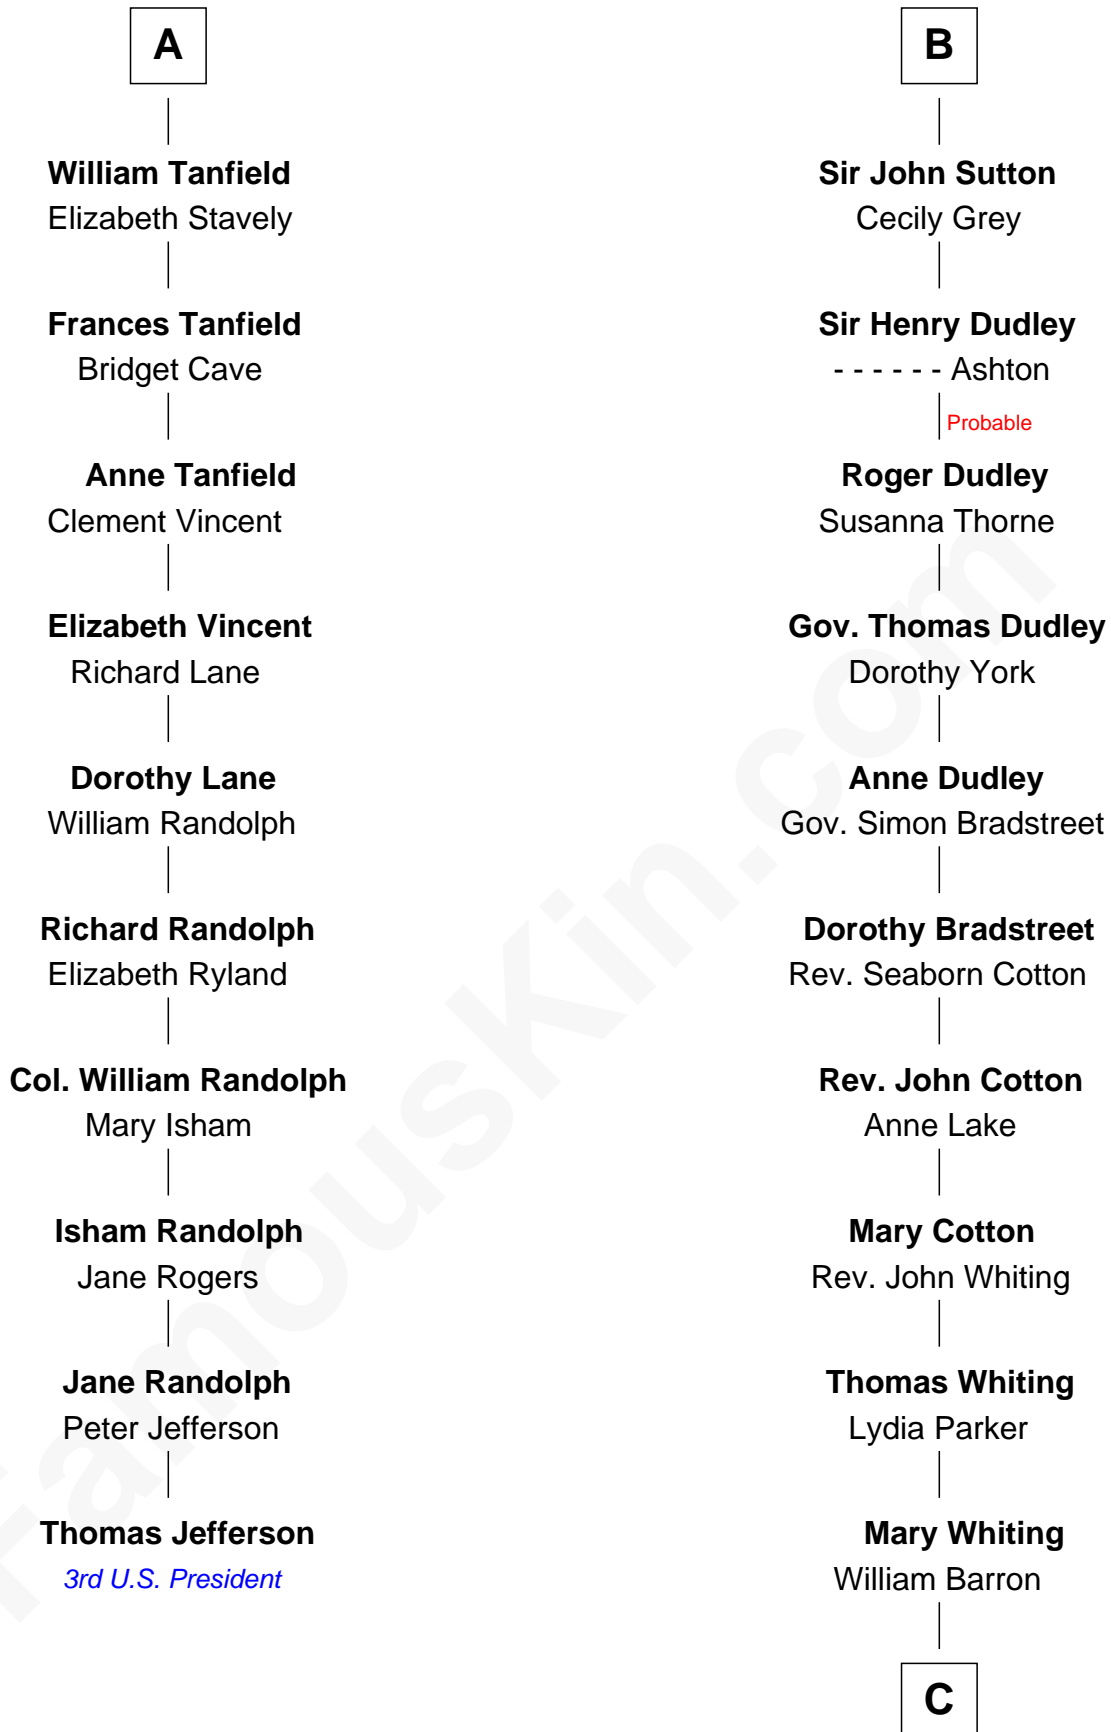 A
William Tanfield
Elizabeth Stavely
Frances Tanfield
Bridget Cave
Anne Tanfield
Clement Vincent
Elizabeth Vincent
Richard Lane
Dorothy Lane
William Randolph
Richard Randolph
Elizabeth Ryland
Col. William Randolph
Mary Isham
Isham Randolph
Jane Rogers
Jane Randolph
Peter Jefferson
Thomas Jefferson
3rd U.S. President
B
Sir John Sutton
Cecily Grey
Sir Henry Dudley
- - - - - - Ashton
Probable
Roger Dudley
Susanna Thorne
Gov. Thomas Dudley
Dorothy York
Anne Dudley
Gov. Simon Bradstreet
Dorothy Bradstreet
Rev. Seaborn Cotton
Rev. John Cotton
Anne Lake
Mary Cotton
Rev. John Whiting
Thomas Whiting
Lydia Parker
Mary Whiting
William Barron
C
FamousKin.com